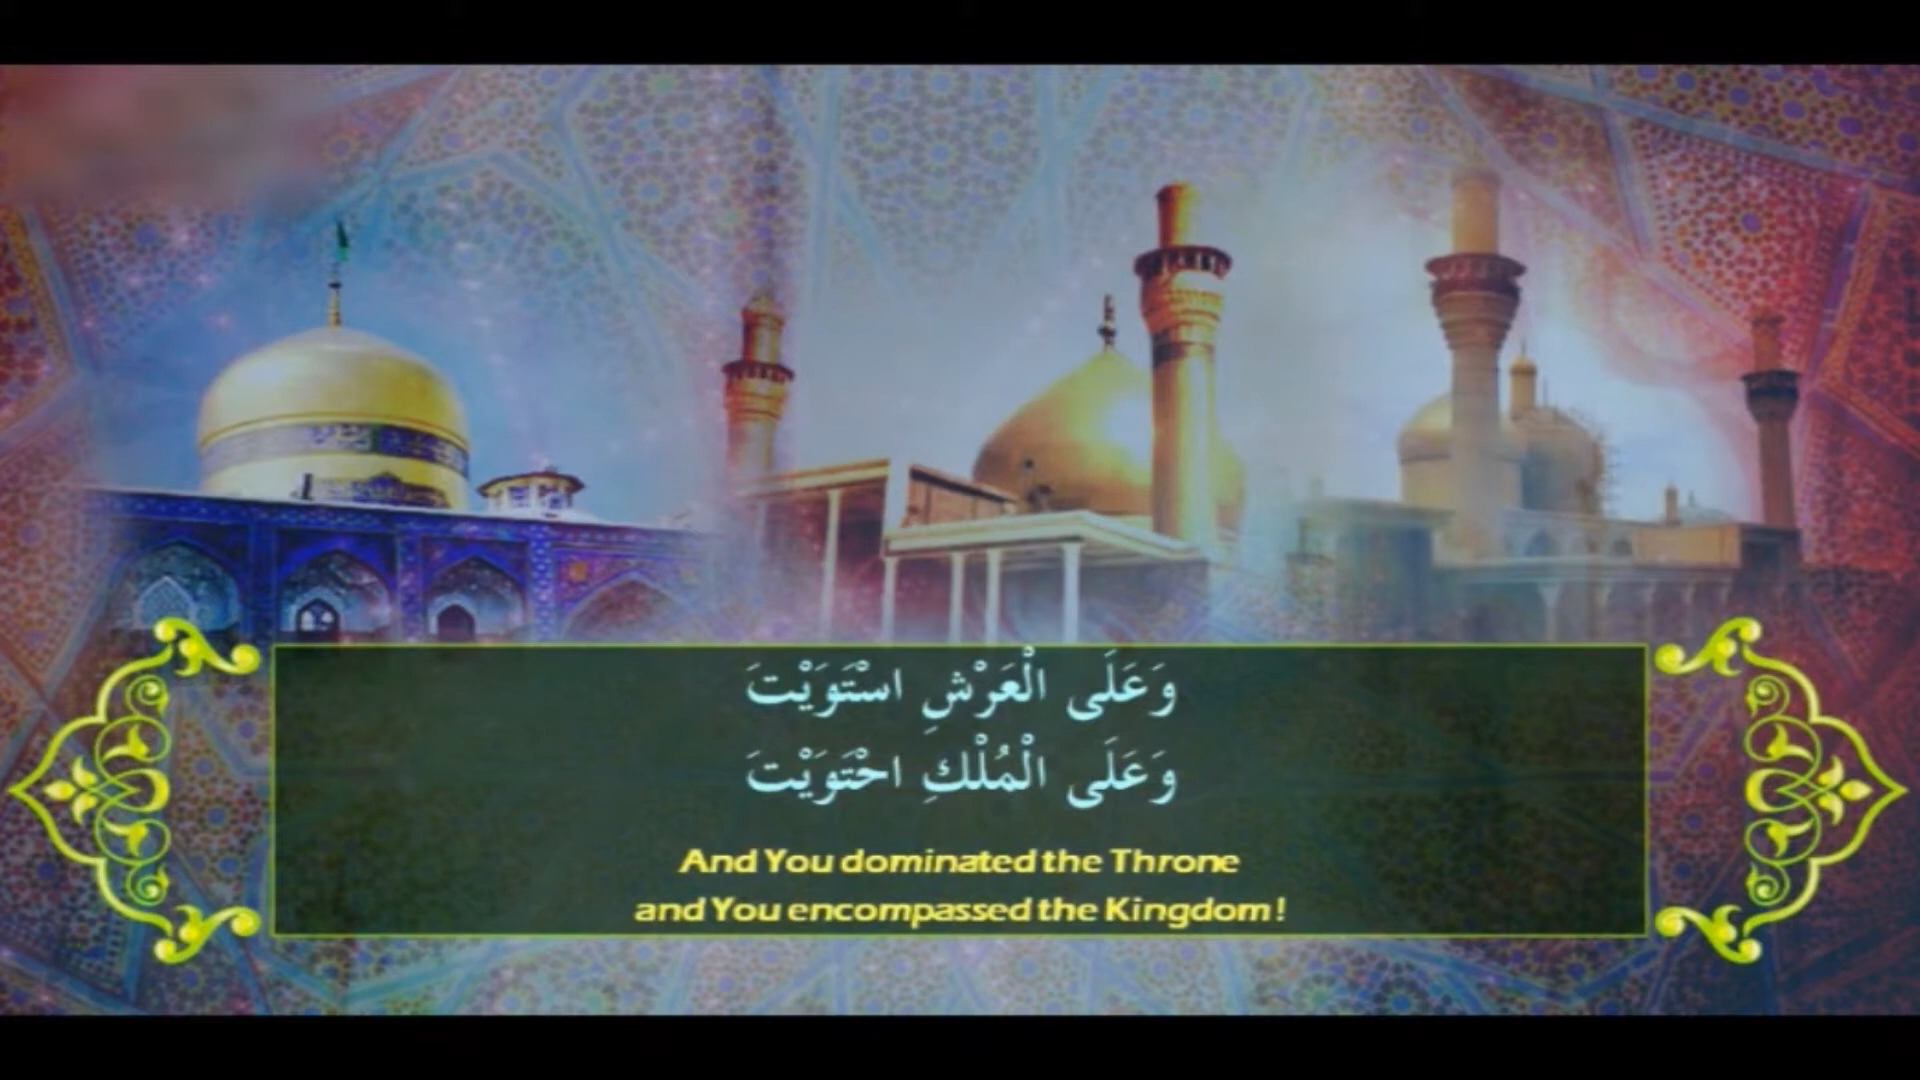 وَعَلَى الْعَرْشِ اسْتَوَيْتَ
وَعَلَى الْمُلْكِ احْتَوَيْتَ
And You dominated the Throne
and You encompassed the Kingdom!